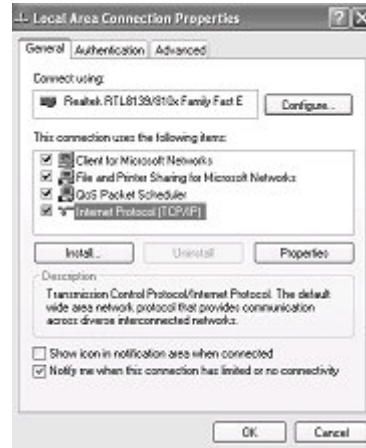 Local Area Connection Properties
General Authentication Advanced
Connect using:
Realtek RTL8139/810x Family Fast E
Configure...
This connection uses the following items:
Client for Microsoft Networks
File and Printer Sharing for Microsoft Networks
QoS Packet Scheduler
Internet Protocol (TCP/IP)
Install... Uninstall Properties
Description
Transmission Control Protocol/Internet Protocol. The default
wide area network protocol that provides communication
across diverse interconnected networks.
Show icon in notification area when connected
Notify me when this connection has limited or no connectivity
OK Cancel